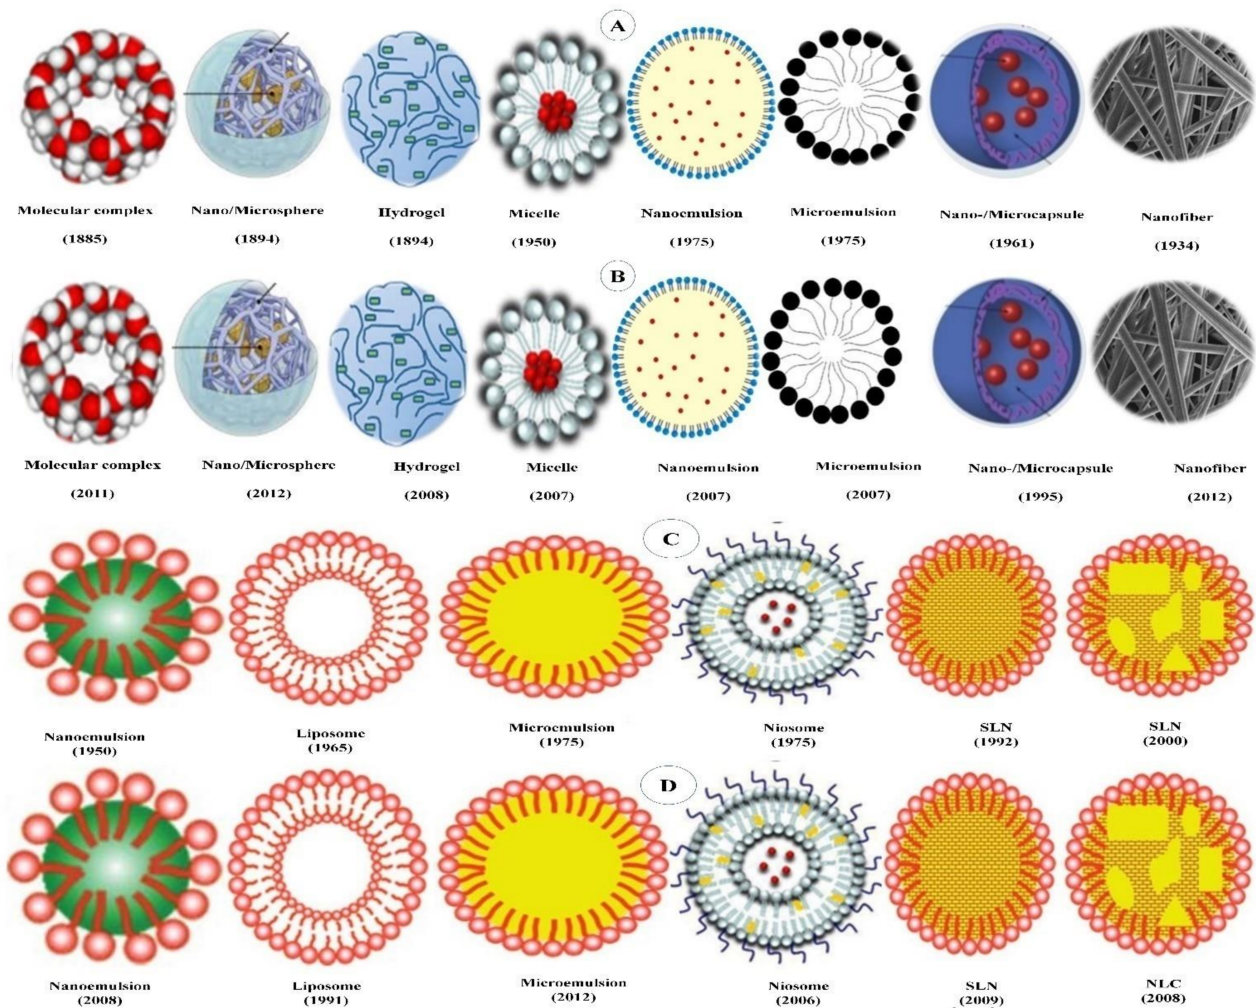 A
Molecular complex Nano/Microsphere Hydrogel Micelle Nanoemulsion Microemulsion Nano-/Microcapsule Nanofiber
(1885) (1894) (1894) (1950) (1975) (1975) (1961) (1934)
B
Molecular complex Nano/Microsphere Hydrogel Micelle Nanoemulsion Microemulsion Nano-/Microcapsule Nanofiber
(2011) (2012) (2008) (2007) (2007) (2007) (1995) (2012)
C
Nanoemulsion Liposome Microemulsion Niosome SLN SLN
(1950) (1965) (1975) (1975) (1992) (2000)
D
Nanoemulsion Liposome Microemulsion Niosome SLN NLC
(2008) (1991) (2012) (2006) (2009) (2008)